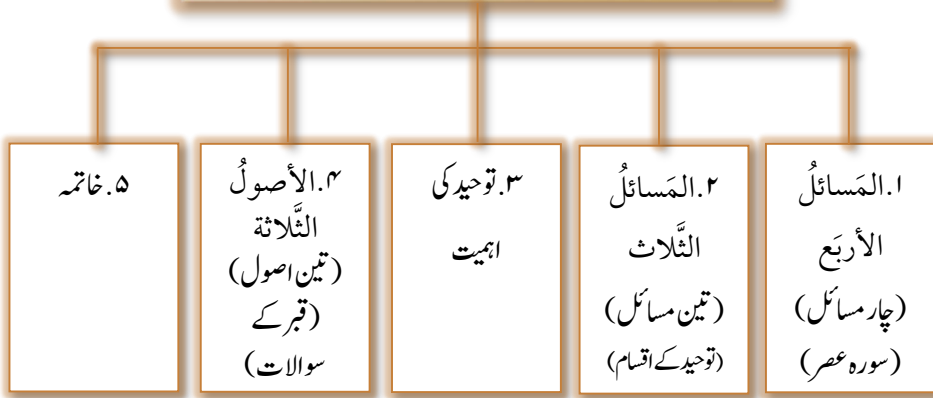 ۱.المَسائلُ
الأربَع
(چار مسائل)
(سورہ عصر)
۲.المَسائلُ
الثَّلاث
(تین مسائل)
(توحید کے اقسام)
۳.توحید کی
اہمیت
۴.الأصولُ
الثَّلاثة
(تین اصول)
(قبر کے
سوالات)
۵.خاتمہ